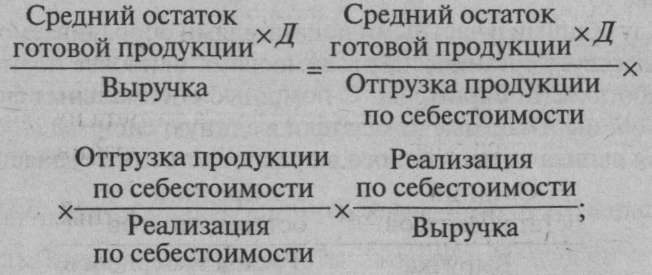 Средний остаток Средний остаток
готовой продукции × Д готовой продукции × Д
Выручка = Отгрузка продукции ×
по себестоимости
Отгрузка продукции Реализация
× по себестоимости × по себестоимости ;
Реализация Выручка
по себестоимости